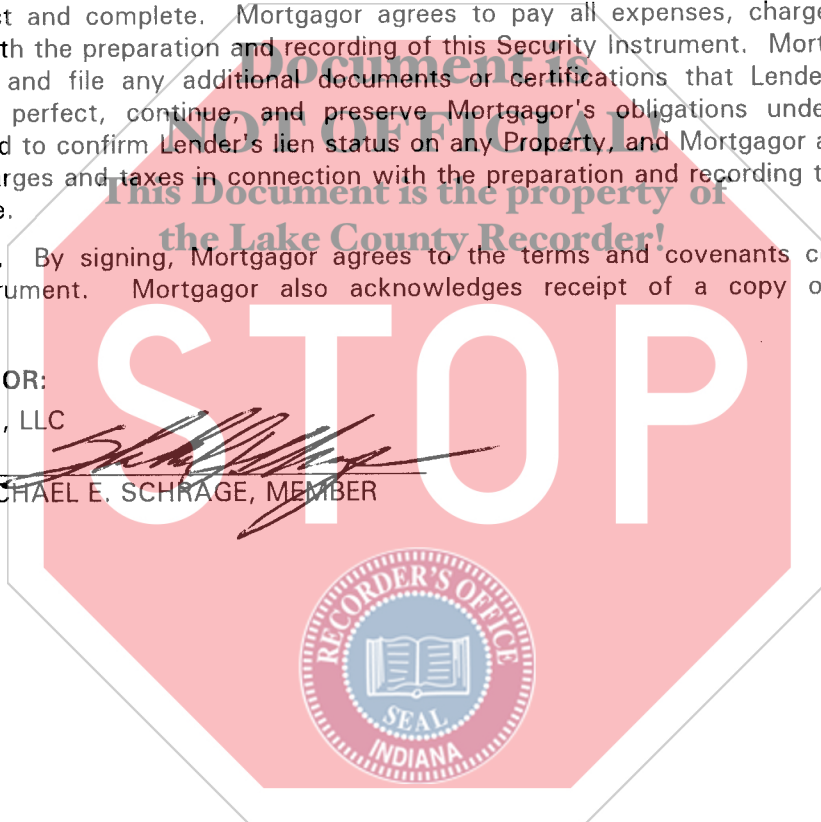 t and complete. Mortgagor agrees to pay all expenses, charge
th the preparation and recording of this Security Instrument. Mort
and file any additional documents or certifications that Lende
perfect, continue, and preserve Mortgagor's obligations unde
d to confirm Lender's lien status on any Property, and Mortgagor a
arges and taxes in connection with the preparation and recording t
e.
. By signing, Mortgagor agrees to the terms and covenants c
rument. Mortgagor also acknowledges receipt of a copy o
Document is
NOT OFFICIAL!
This Document is the property of
the Lake County Recorder!
STOP
OR:
, LLC
CHAEL E. SCHRAGE, MEMBER
RECORDER'S OFFICE
SEAL
INDIANA